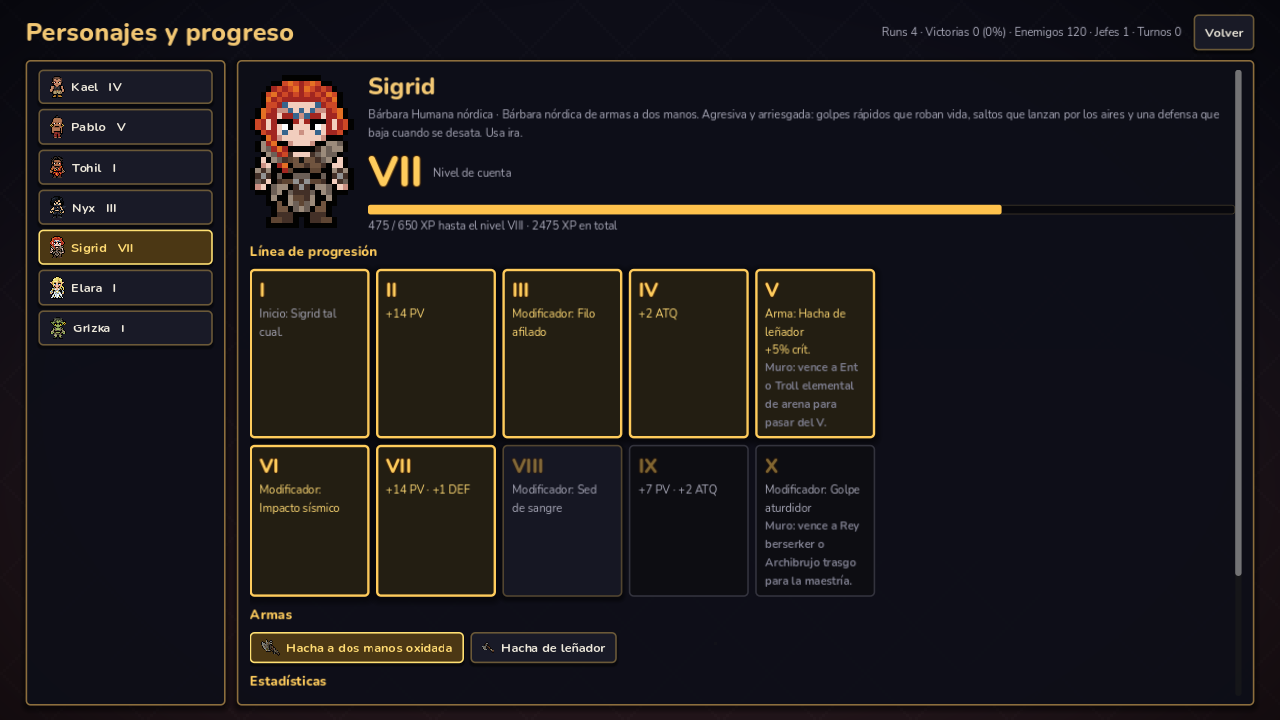 Personajes y progreso
Runs 4 · Victorias 0 (0%) · Enemigos 120 · Jefes 1 · Turnos 0
Volver
Kael IV
Pablo V
Tohil I
Nyx III
Sigrid VII
Elara I
Grizka I
Sigrid
Bárbara Humana nórdica · Bárbara nórdica de armas a dos manos. Agresiva y arriesgada: golpes rápidos que roban vida, saltos que lanzan por los aires y una defensa que
baja cuando se desata. Usa ira.
VII Nivel de cuenta
475 / 650 XP hasta el nivel VIII · 2475 XP en total
Línea de progresión
I
Inicio: Sigrid tal
cual.
II
+14 PV
III
Modificador: Filo
afilado
IV
+2 ATQ
V
Arma: Hacha de
leñador
+5% crít.
Muro: vence a Ent
o Troll elemental
de arena para
pasar del V.
VI
Modificador:
Impacto sísmico
VII
+14 PV · +1 DEF
VIII
Modificador: Sed
de sangre
IX
+7 PV · +2 ATQ
X
Modificador: Golpe
aturdidor
Muro: vence a Rey
berserker o
Archibrujo trasgo
para la maestría.
Armas
Hacha a dos manos oxidada
Hacha de leñador
Estadísticas